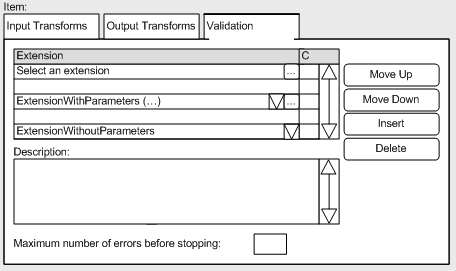 Item:
Input Transforms Output Transforms Validation
Extension C
Select an extension ...
Move Up
ExtensionWithParameters (...) ...
Move Down
Insert
ExtensionWithoutParameters
Delete
Description:
Maximum number of errors before stopping: